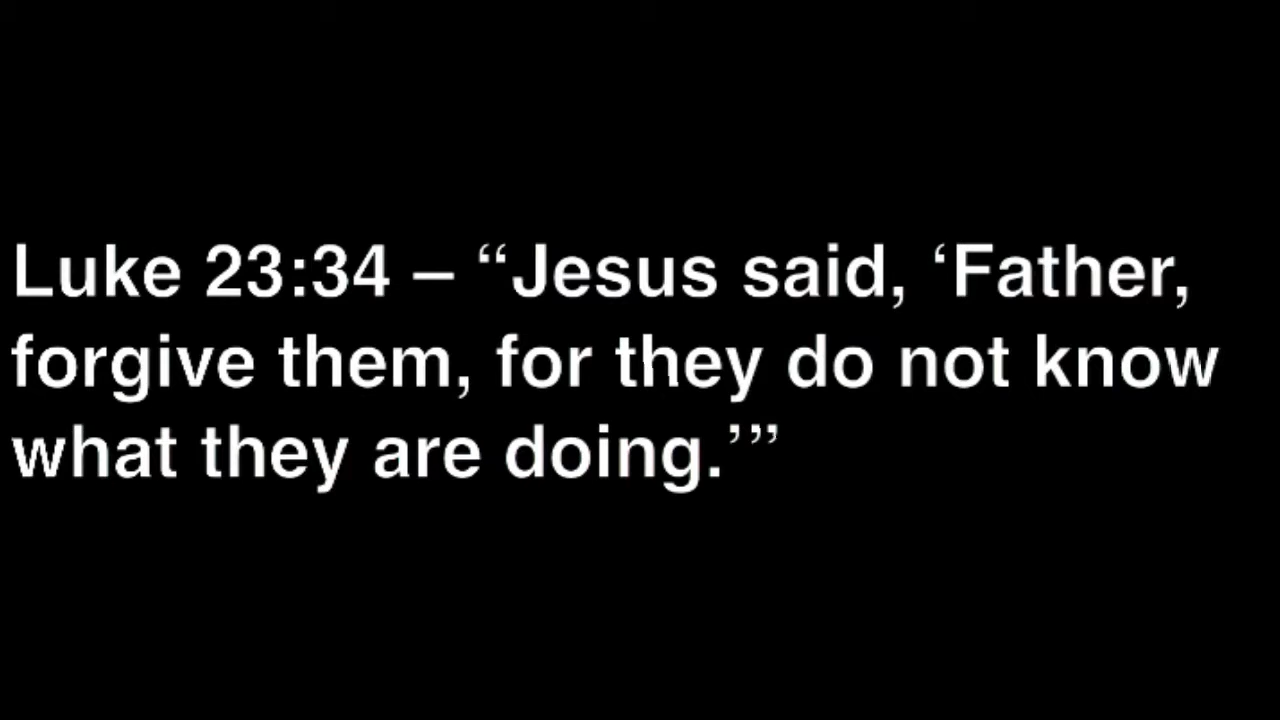 Luke 23:34 – “Jesus said, ‘Father,
forgive them, for they do not know
what they are doing.’”